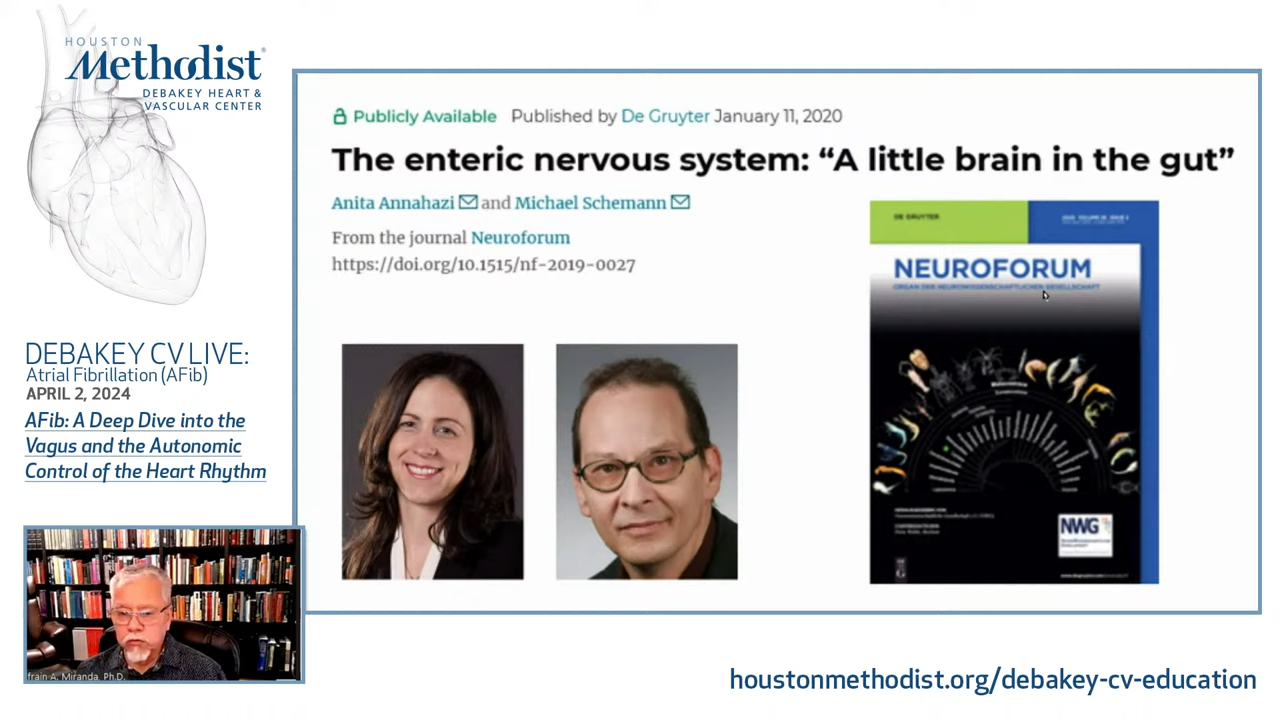 HOUSTON
Methodist
DEBAKEY HEART &
VASCULAR CENTER
DEBAKEY CV LIVE:
Atrial Fibrillation (AFib)
APRIL 2, 2024
AFib: A Deep Dive into the
Vagus and the Autonomic
Control of the Heart Rhythm
frain A. Miranda, Ph.D.
Publicly Available Published by De Gruyter January 11, 2020
The enteric nervous system: “A little brain in the gut”
Anita Annahazi and Michael Schemann
From the journal Neuroforum
https://doi.org/10.1515/nf-2019-0027
DE GRUYTER
NEUROFORUM
ORGAN DER NEUROWISSENSCHAFTLICHEN GESELLSCHAFT
NWG
houstonmethodist.org/debakey-cv-education